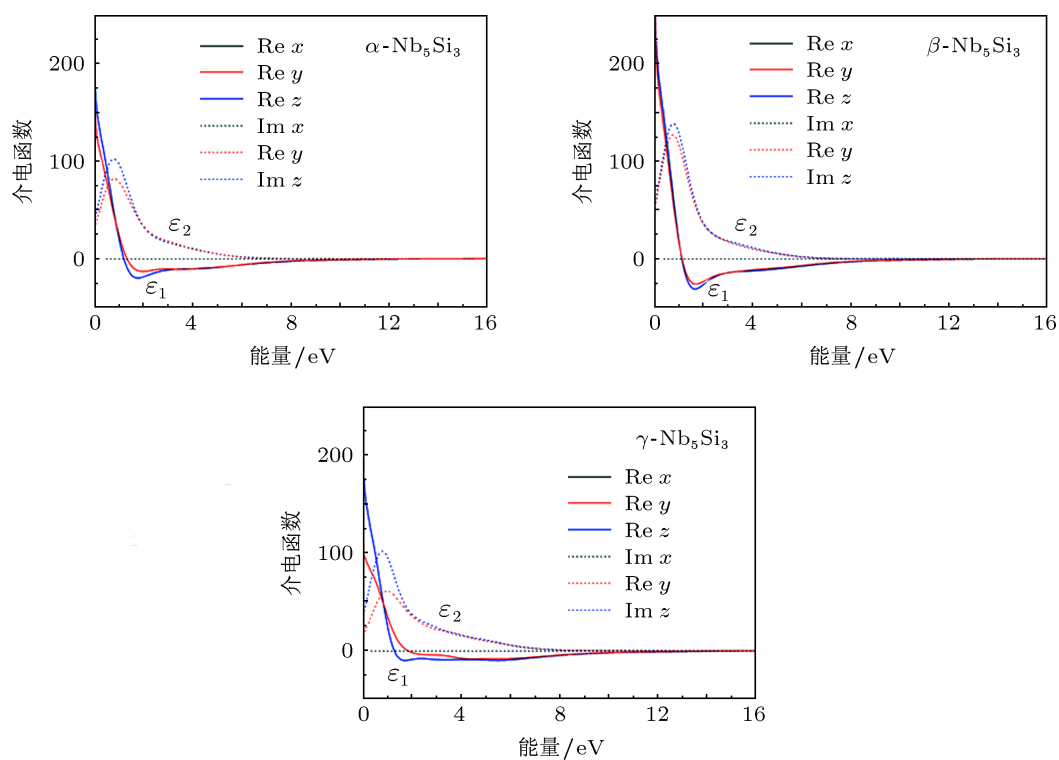 α-Nb₅Si₃
Re x
Re y
Re z
Im x
Re y
Im z
ε₂
ε₁
200
100
0
介电函数
0 4 8 12 16
能量/eV
β-Nb₅Si₃
Re x
Re y
Re z
Im x
Re y
Im z
ε₂
ε₁
200
100
0
介电函数
0 4 8 12 16
能量/eV
γ-Nb₅Si₃
Re x
Re y
Re z
Im x
Re y
Im z
ε₂
ε₁
200
100
0
介电函数
0 4 8 12 16
能量/eV